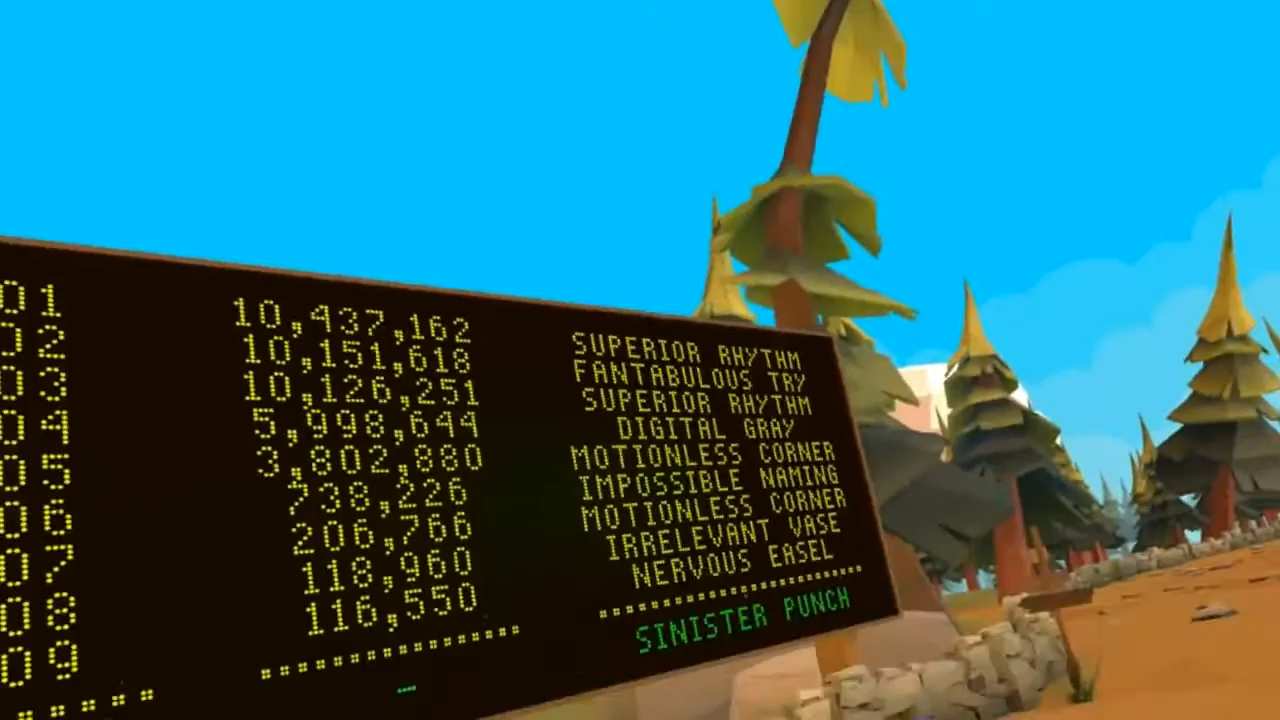 01 10,437,162 SUPERIOR RHYTHM
02 10,151,618 FANTABULOUS TRY
03 10,126,251 SUPERIOR RHYTHM
04 5,998,644 DIGITAL GRAY
05 3,802,880 MOTIONLESS CORNER
06 738,226 IMPOSSIBLE NAMING
07 206,766 MOTIONLESS CORNER
08 118,960 IRRELEVANT VASE
09 116,550 NERVOUS EASEL
SINISTER PUNCH